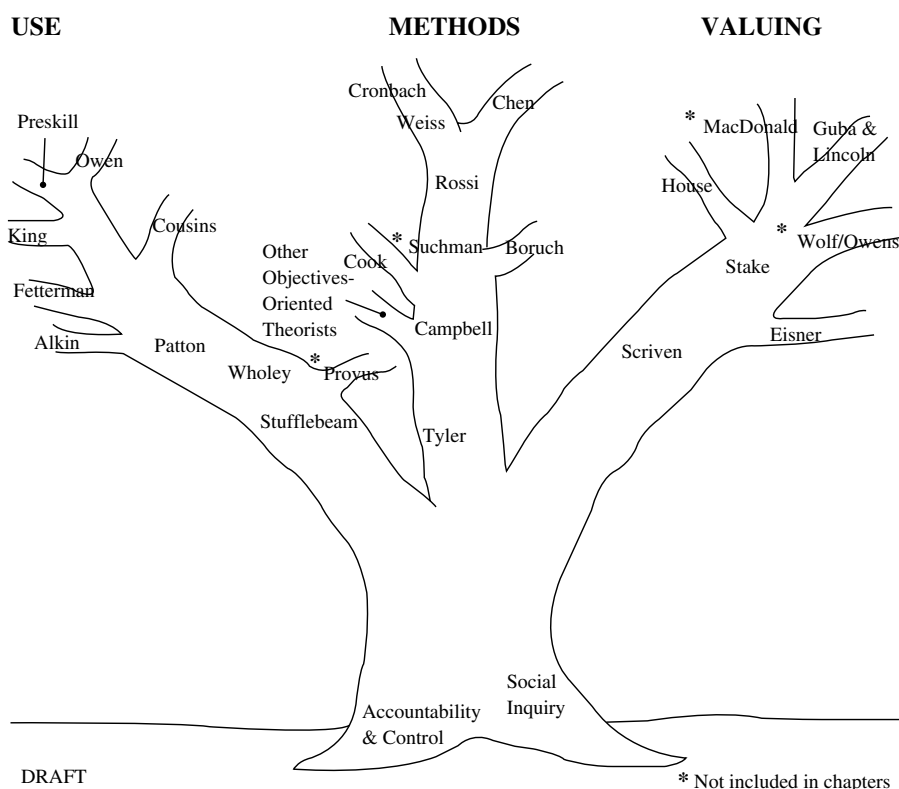 USE
METHODS
VALUING
Preskill
Owen
Cousins
King
Fetterman
Alkin
Patton
Wholey
* Provus
Stufflebeam
Cronbach
Weiss
Chen
Rossi
* Suchman
Boruch
Cook
Other
Objectives-
Oriented
Theorists
Campbell
Tyler
* MacDonald
Guba &
Lincoln
House
* Wolf/Owens
Stake
Eisner
Scriven
Accountability
& Control
Social
Inquiry
DRAFT
* Not included in chapters